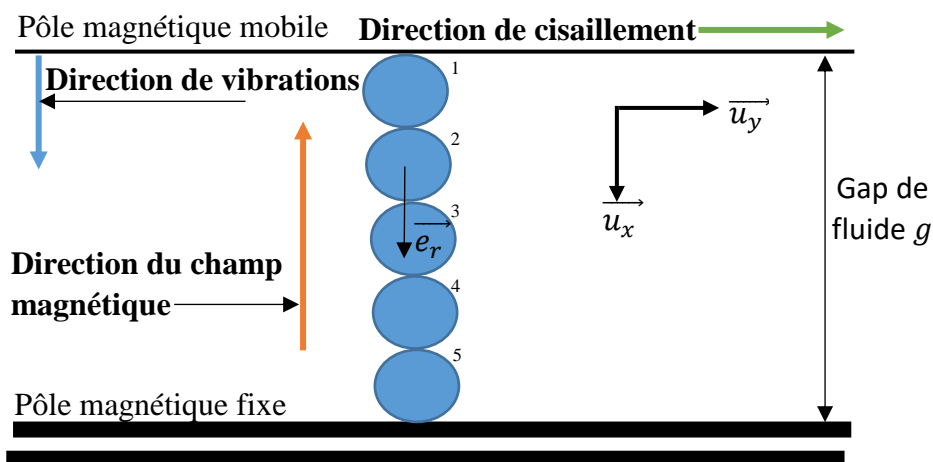 Pôle magnétique mobile
Direction de cisaillement
Direction de vibrations
1
2
3
4
5
u_y
u_x
e_r
Gap de
fluide g
Direction du champ
magnétique
Pôle magnétique fixe